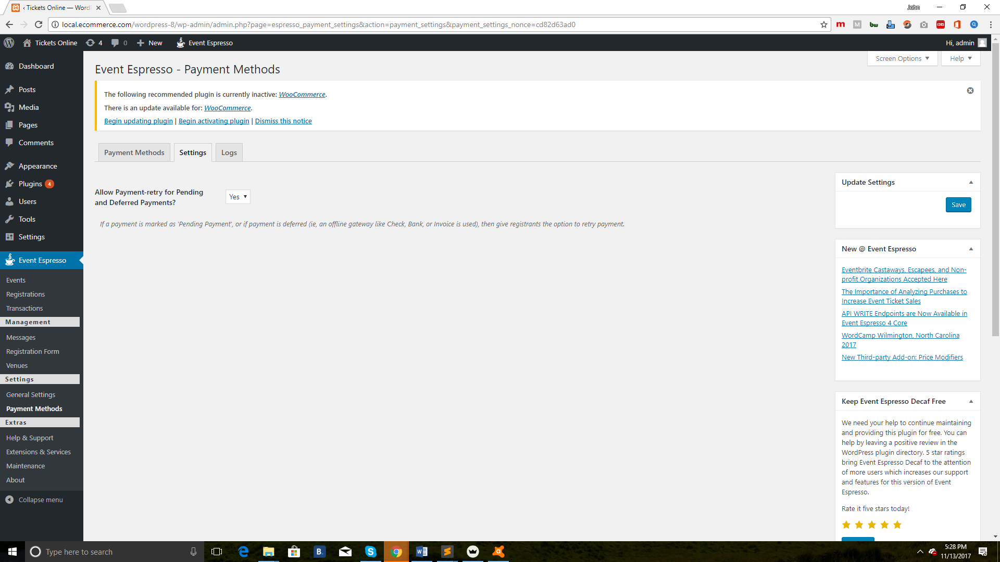 ‹ Tickets Online — Word
John
local.ecommerce.com/wordpress-8/wp-admin/admin.php?page=espresso_payment_settings&action=payment_settings&payment_settings_nonce=cd82d63ad0
m
M
bw
CORS
Tickets Online
4
0
New
Event Espresso
Hi, admin
Dashboard
Posts
Media
Pages
Comments
Appearance
Plugins 4
Users
Tools
Settings
Event Espresso
Events
Registrations
Transactions
Management
Messages
Registration Form
Venues
Settings
General Settings
Payment Methods
Extras
Help & Support
Extensions & Services
Maintenance
About
Collapse menu
Screen Options
Help
Event Espresso - Payment Methods
The following recommended plugin is currently inactive: WooCommerce.
There is an update available for: WooCommerce.
Begin updating plugin | Begin activating plugin | Dismiss this notice
Payment Methods
Settings
Logs
Allow Payment-retry for Pending
and Deferred Payments?
Yes
If a payment is marked as 'Pending Payment', or if payment is deferred (ie, an offline gateway like Check, Bank, or Invoice is used), then give registrants the option to retry payment.
Update Settings
Save
New @ Event Espresso
Eventbrite Castaways, Escapees, and Non-
profit Organizations Accepted Here
The Importance of Analyzing Purchases to
Increase Event Ticket Sales
API WRITE Endpoints are Now Available in
Event Espresso 4 Core
WordCamp Wilmington, North Carolina
2017
New Third-party Add-on: Price Modifiers
Keep Event Espresso Decaf Free
We need your help to continue maintaining
and providing this plugin for free. You can
help by leaving a positive review in the
WordPress plugin directory. 5 star ratings
bring Event Espresso Decaf to the attention
of more users which increases our support
and features for this version of Event
Espresso.
Rate it five stars today!
Type here to search
B.
5:28 PM
11/13/2017